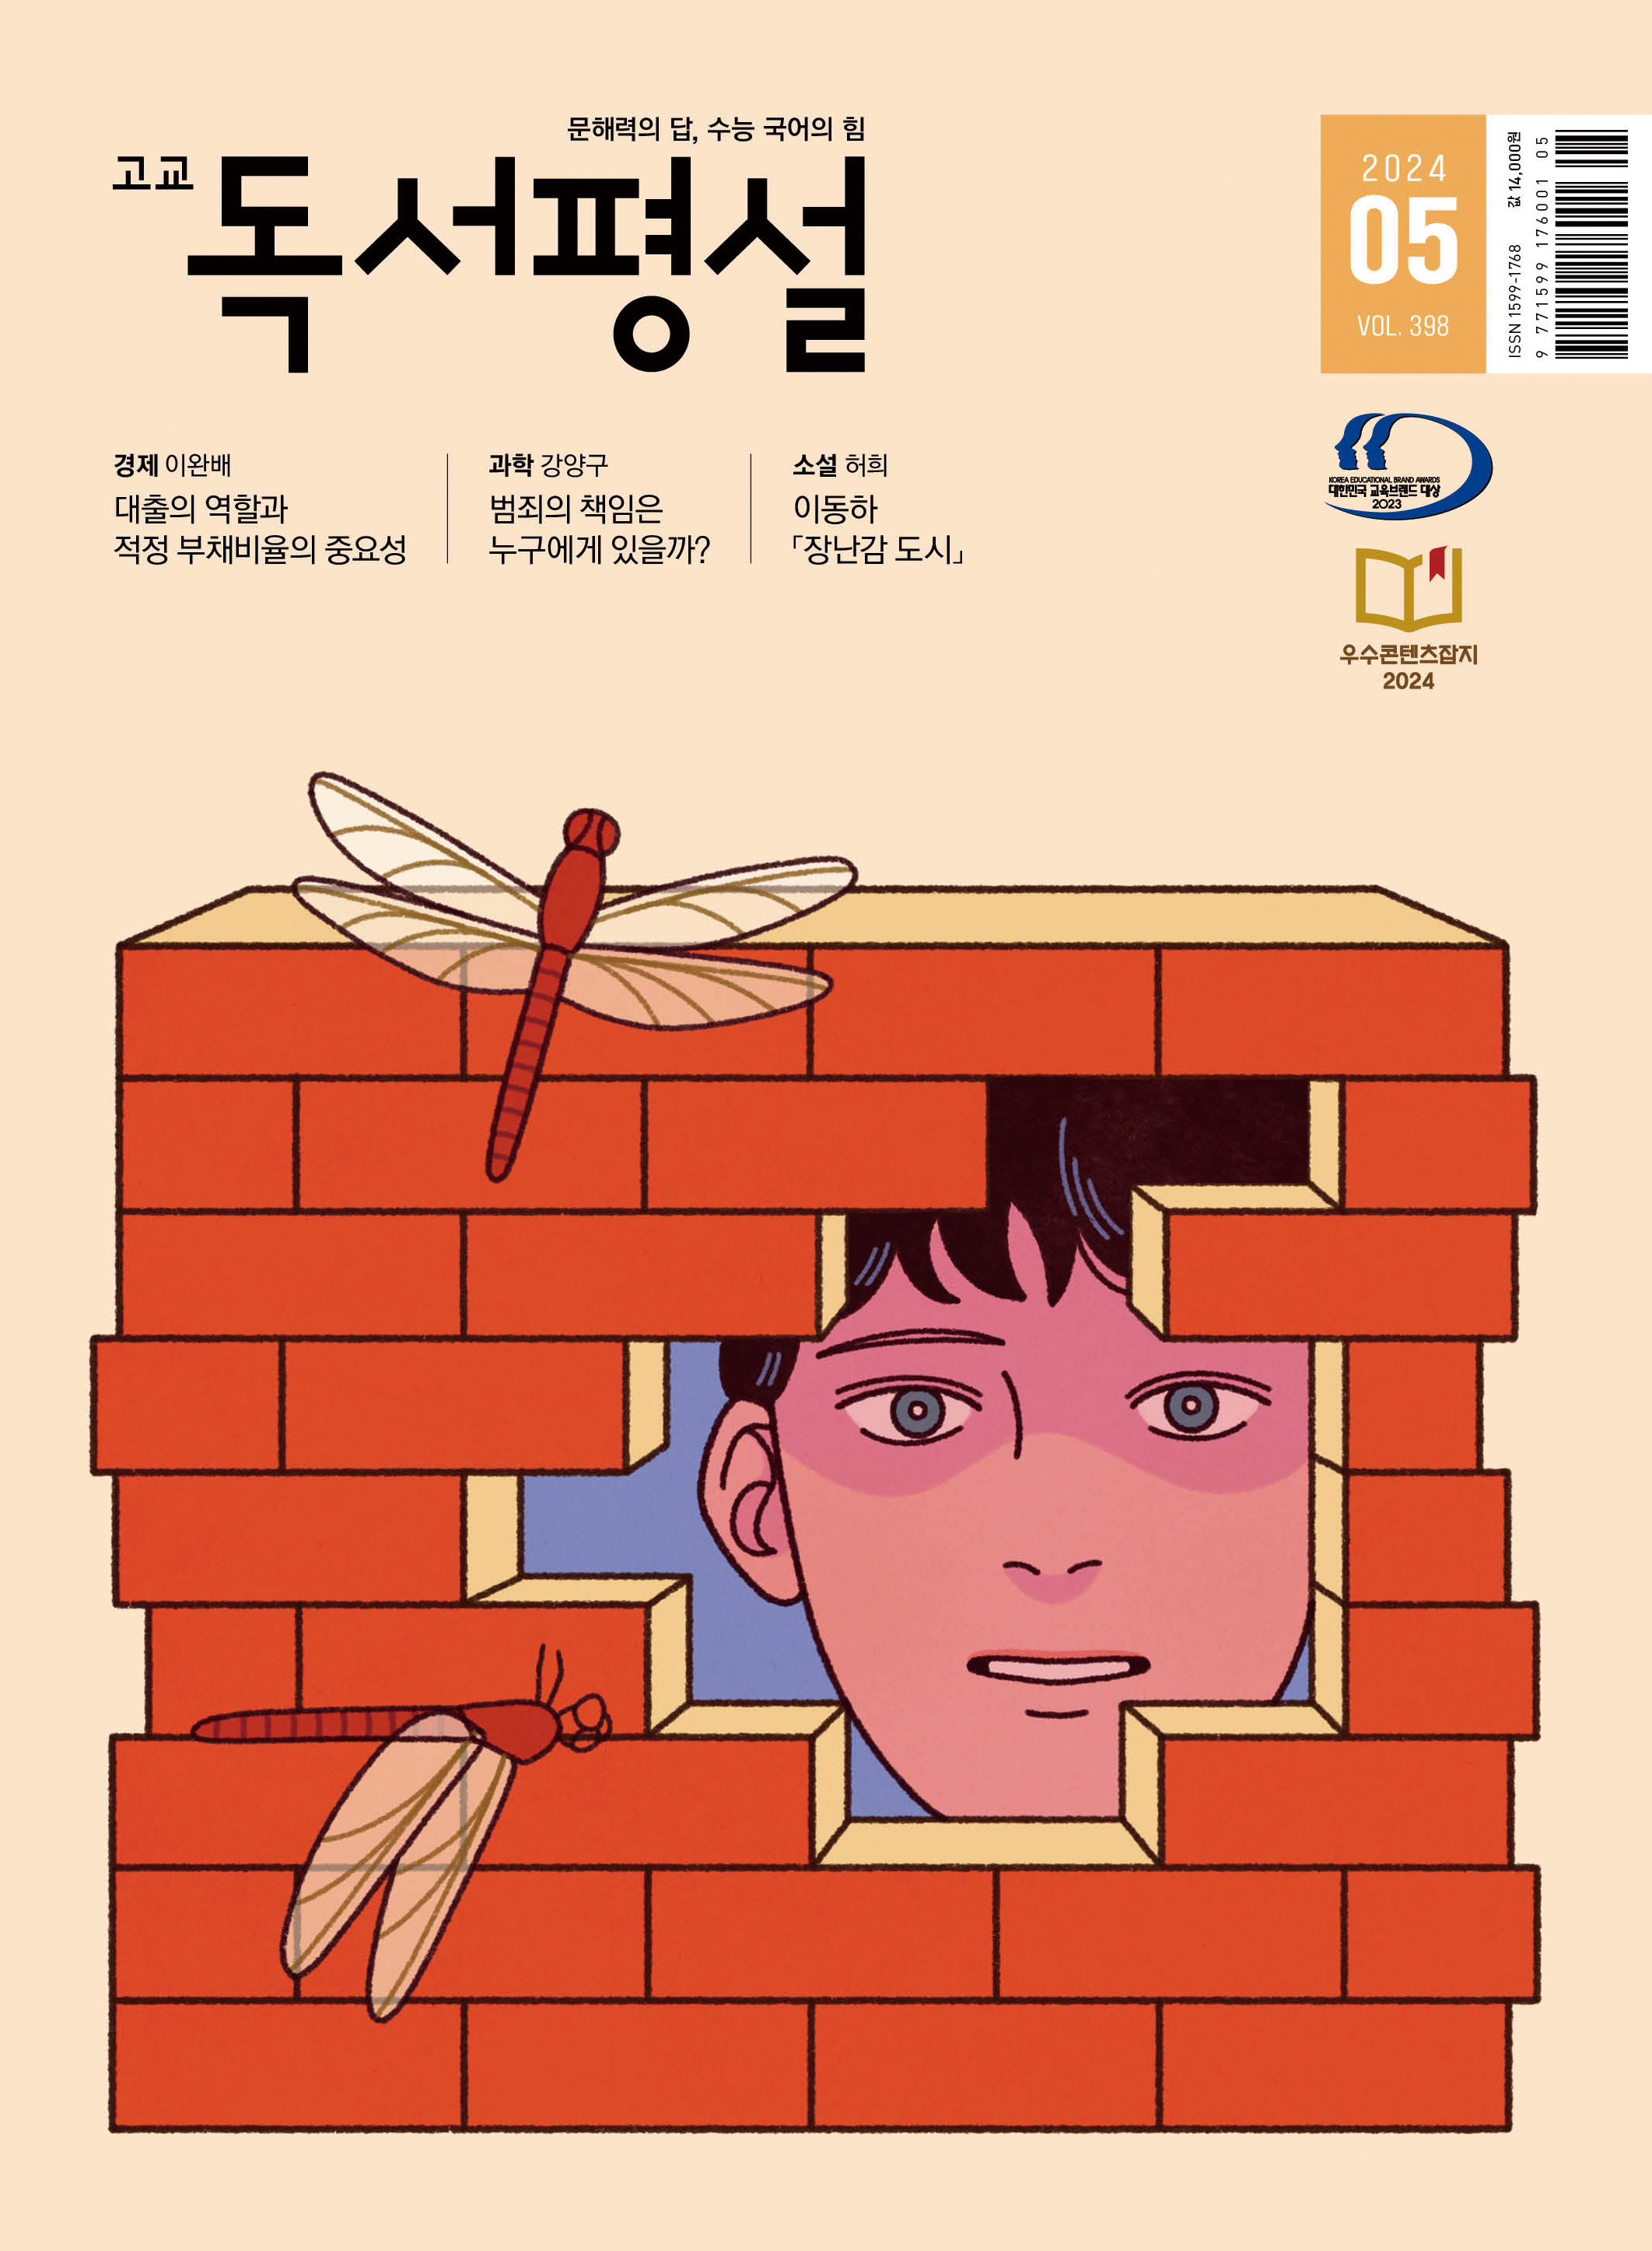 문해력의 답, 수능 국어의 힘
고교 독서평설
2024
05
VOL. 398
값 14,000원
ISSN 1599-1768
9 771599 176001 05
KOREA EDUCATIONAL BRAND AWARDS
대한민국 교육브랜드 대상
2023
우수콘텐츠잡지
2024
경제 이완배
대출의 역할과
적정 부채비율의 중요성
과학 강양구
범죄의 책임은
누구에게 있을까?
소설 허희
이동하
「장난감 도시」